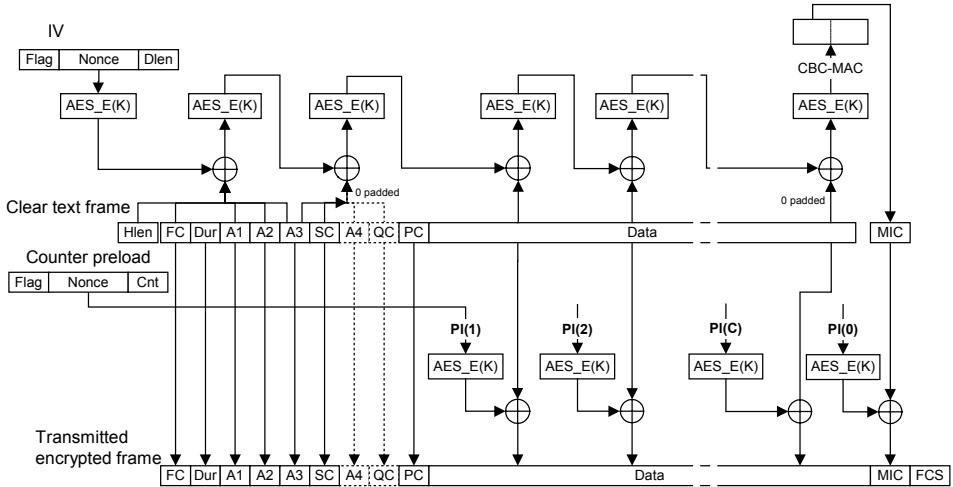 IV
Flag Nonce Dlen
CBC-MAC
AES_E(K) AES_E(K) AES_E(K) AES_E(K) AES_E(K) AES_E(K)
0 padded
0 padded
Clear text frame
Hlen FC Dur A1 A2 A3 SC A4 QC PC Data MIC
Counter preload
Flag Nonce Cnt
PI(1) PI(2) PI(C) PI(0)
AES_E(K) AES_E(K) AES_E(K) AES_E(K)
Transmitted
encrypted frame
FC Dur A1 A2 A3 SC A4 QC PC Data MIC FCS